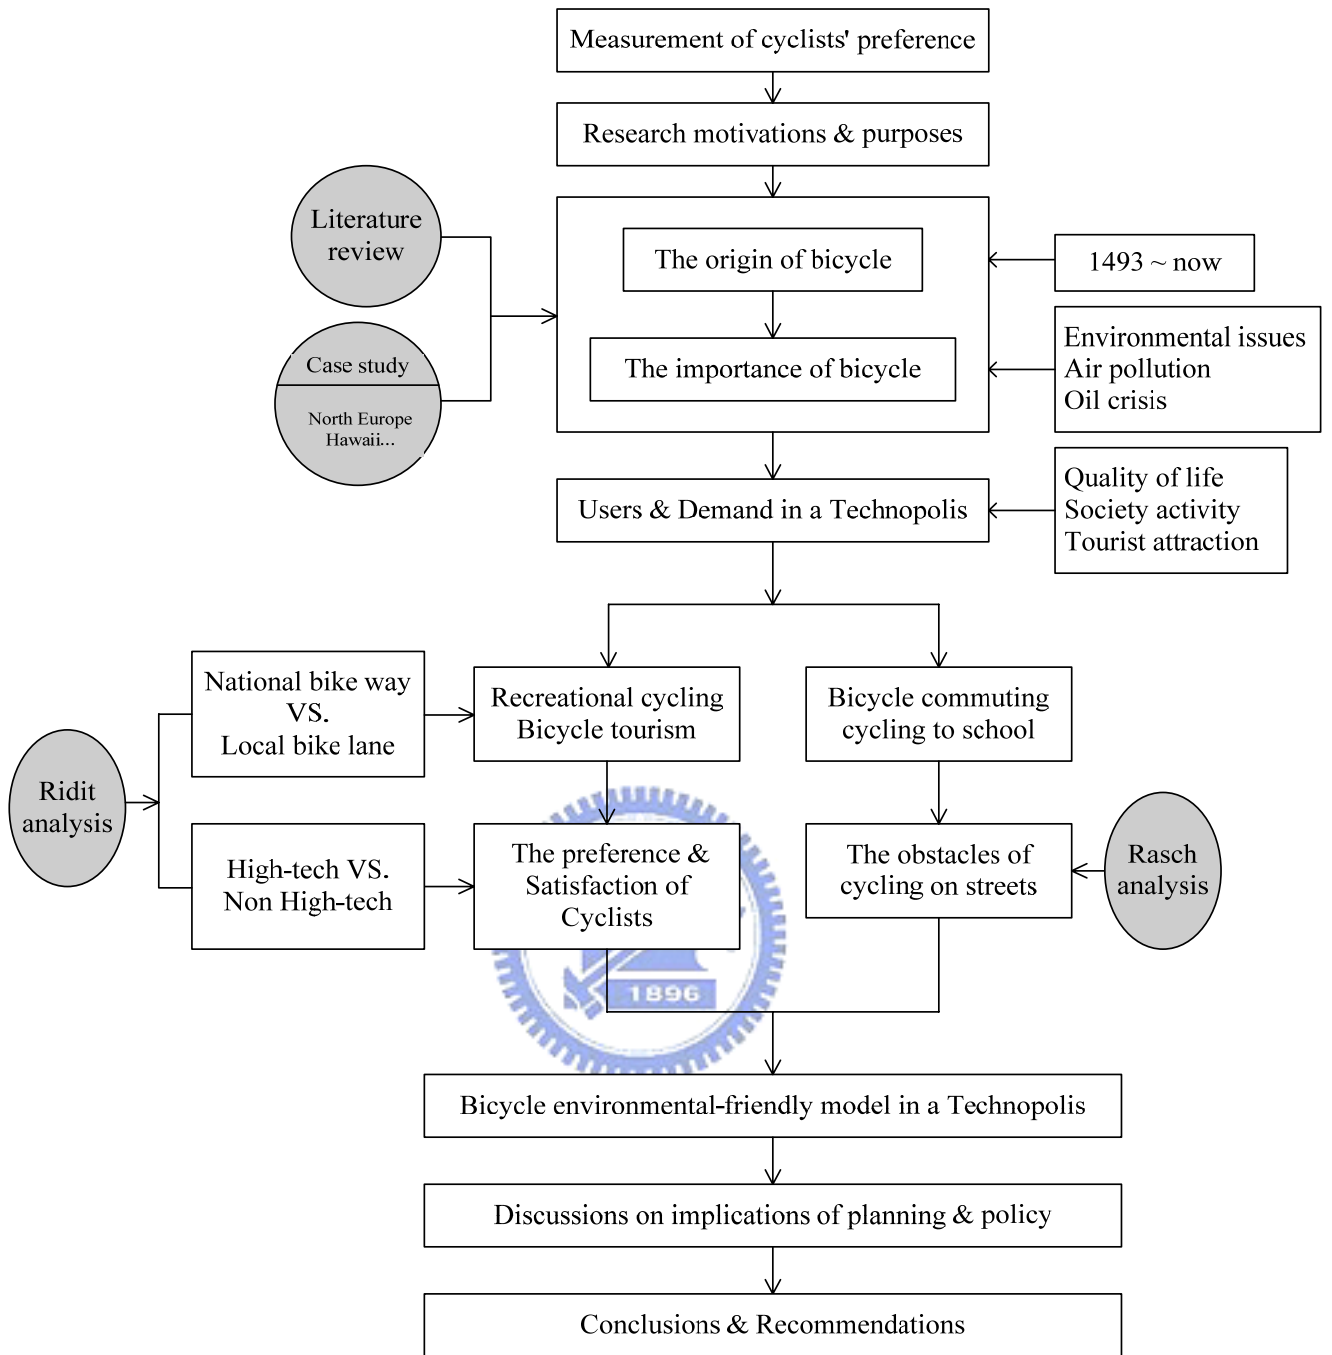 Measurement of cyclists' preference
Research motivations & purposes
Literature
review
The origin of bicycle
1493 ~ now
Case study
North Europe
Hawaii...
The importance of bicycle
Environmental issues
Air pollution
Oil crisis
Users & Demand in a Technopolis
Quality of life
Society activity
Tourist attraction
National bike way
VS.
Local bike lane
Recreational cycling
Bicycle tourism
Bicycle commuting
cycling to school
Ridit
analysis
High-tech VS.
Non High-tech
The preference &
Satisfaction of
Cyclists
The obstacles of
cycling on streets
Rasch
analysis
1896
Bicycle environmental-friendly model in a Technopolis
Discussions on implications of planning & policy
Conclusions & Recommendations